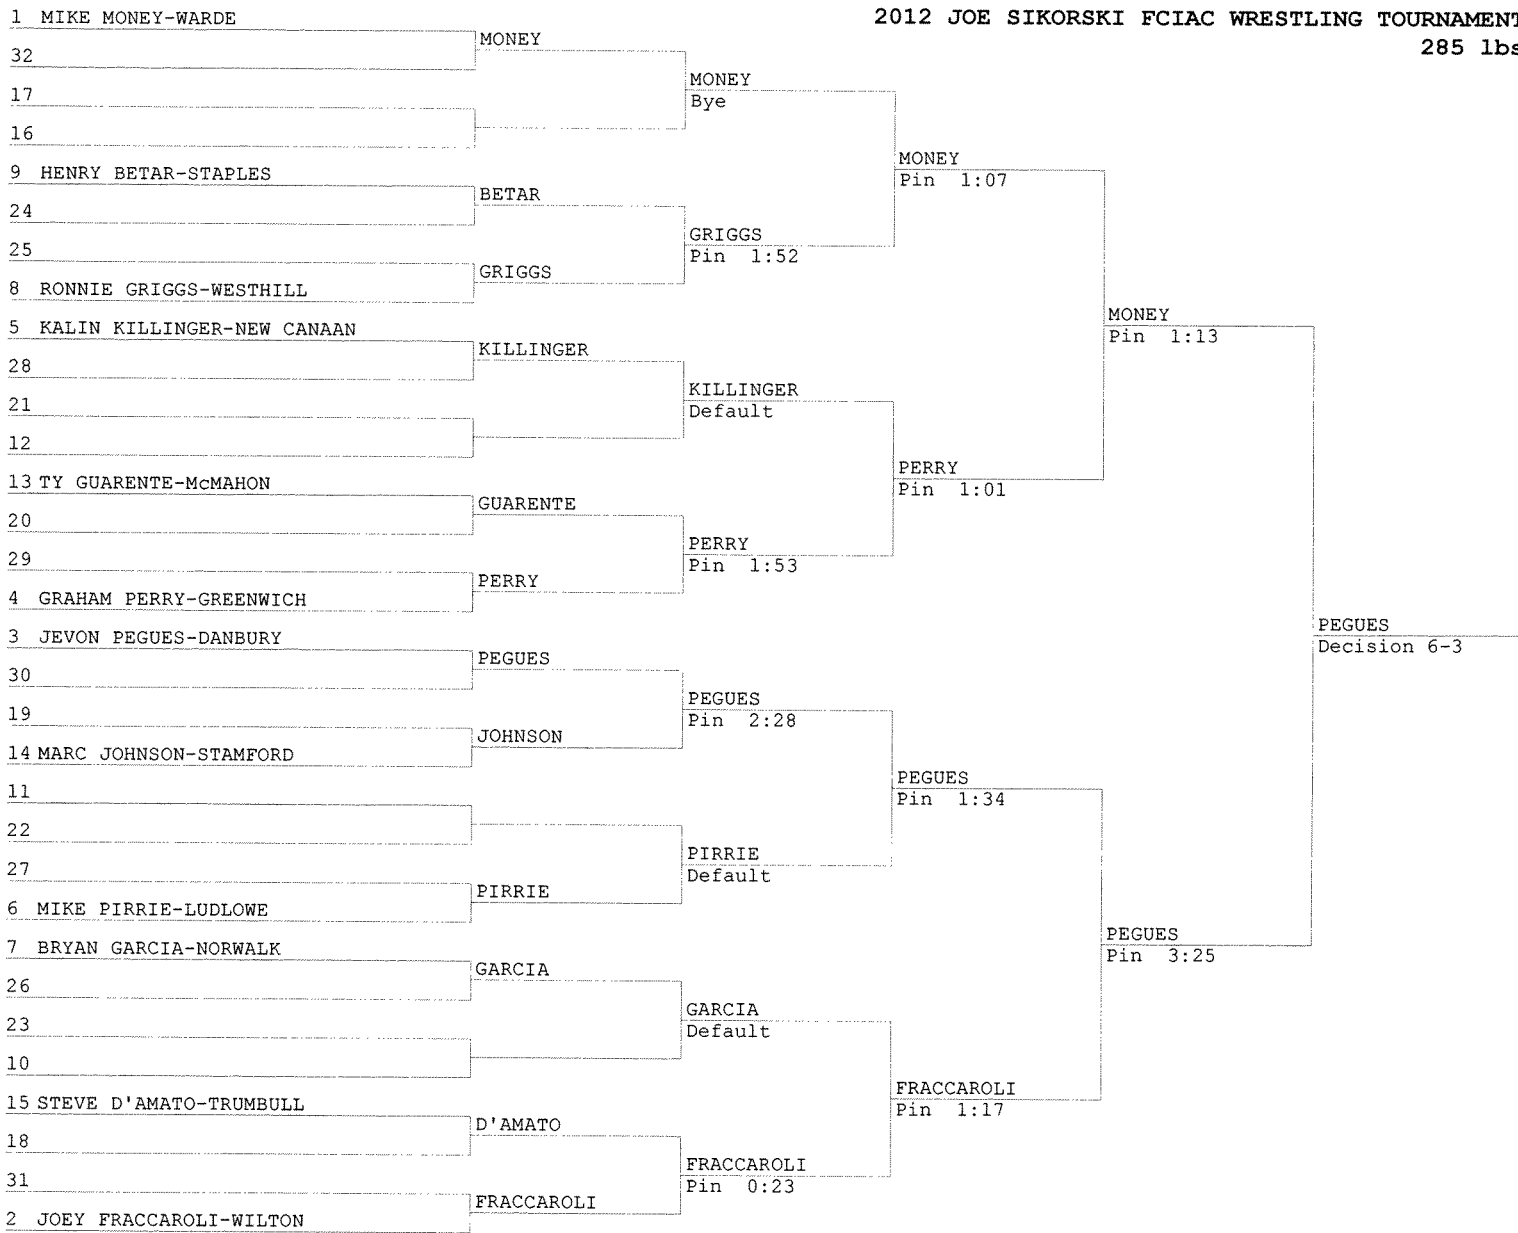 2012 JOE SIKORSKI FCIAC WRESTLING TOURNAMENT
285 lbs
1 MIKE MONEY-WARDE
32
17
16
9 HENRY BETAR-STAPLES
24
25
8 RONNIE GRIGGS-WESTHILL
5 KALIN KILLINGER-NEW CANAAN
28
21
12
13 TY GUARENTE-McMAHON
20
29
4 GRAHAM PERRY-GREENWICH
3 JEVON PEGUES-DANBURY
30
19
14 MARC JOHNSON-STAMFORD
11
22
27
6 MIKE PIRRIE-LUDLOWE
7 BRYAN GARCIA-NORWALK
26
23
10
15 STEVE D'AMATO-TRUMBULL
18
31
2 JOEY FRACCAROLI-WILTON
MONEY
BETAR
GRIGGS
KILLINGER
GUARENTE
PERRY
PEGUES
JOHNSON
PIRRIE
GARCIA
D'AMATO
FRACCAROLI
MONEY
Bye
GRIGGS
Pin 1:52
KILLINGER
Default
PERRY
Pin 1:53
PEGUES
Pin 2:28
PIRRIE
Default
GARCIA
Default
FRACCAROLI
Pin 0:23
MONEY
Pin 1:07
PERRY
Pin 1:01
PEGUES
Pin 1:34
FRACCAROLI
Pin 1:17
MONEY
Pin 1:13
PEGUES
Pin 3:25
PEGUES
Decision 6-3